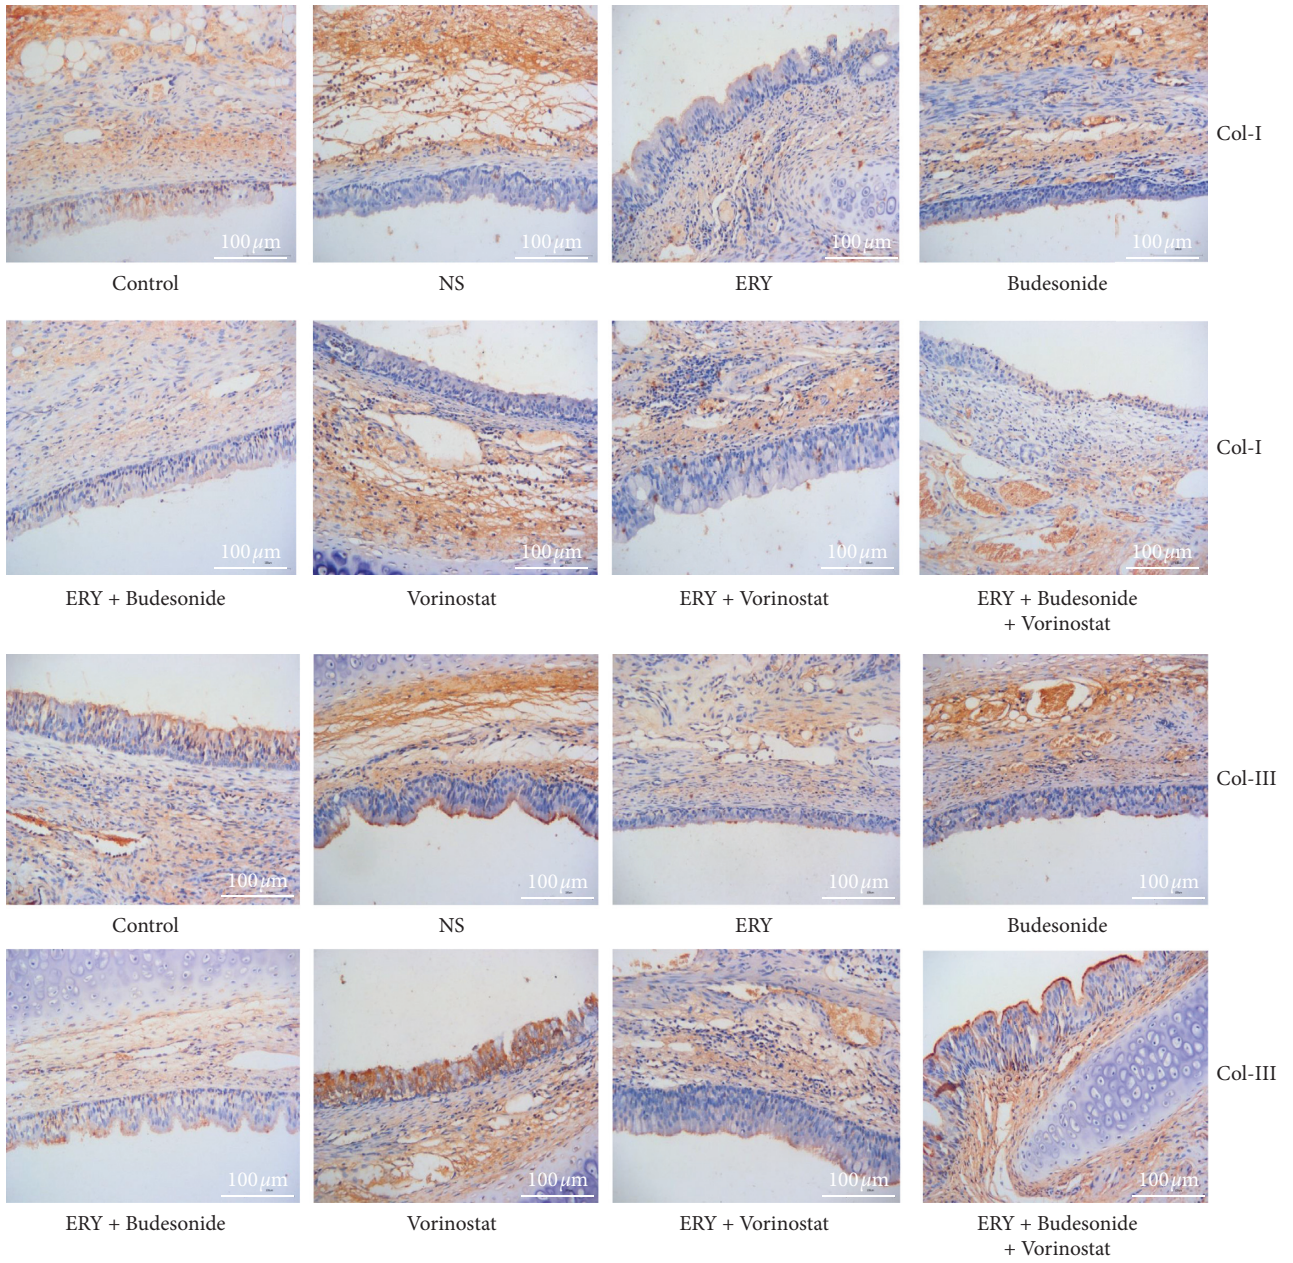 100 μm
100 μm
100 μm
100 μm
Col-I
Control
NS
ERY
Budesonide
100 μm
100 μm
100 μm
100 μm
Col-I
ERY + Budesonide
Vorinostat
ERY + Vorinostat
ERY + Budesonide
+ Vorinostat
100 μm
100 μm
100 μm
100 μm
Col-III
Control
NS
ERY
Budesonide
100 μm
100 μm
100 μm
100 μm
Col-III
ERY + Budesonide
Vorinostat
ERY + Vorinostat
ERY + Budesonide
+ Vorinostat